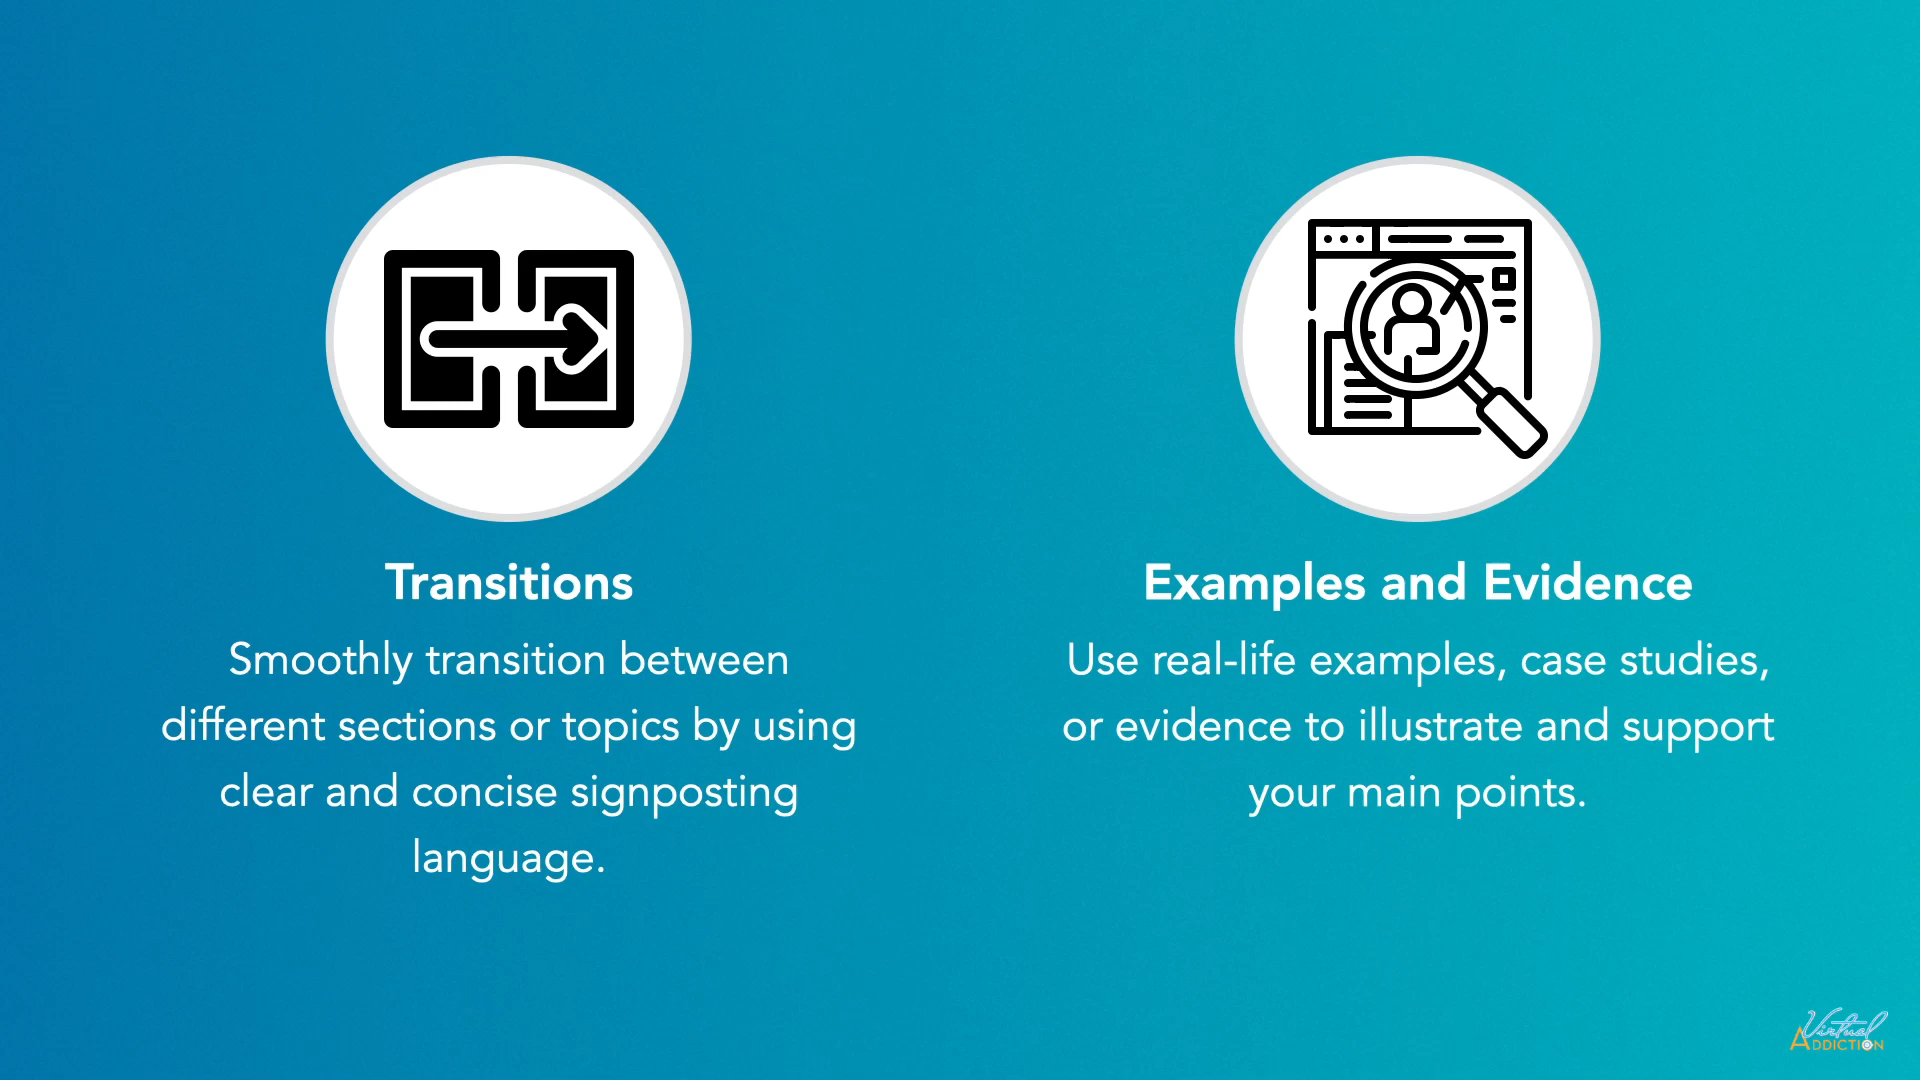 Transitions
Smoothly transition between
different sections or topics by using
clear and concise signposting
language.
Examples and Evidence
Use real-life examples, case studies,
or evidence to illustrate and support
your main points.
Virtual
ADDICTION